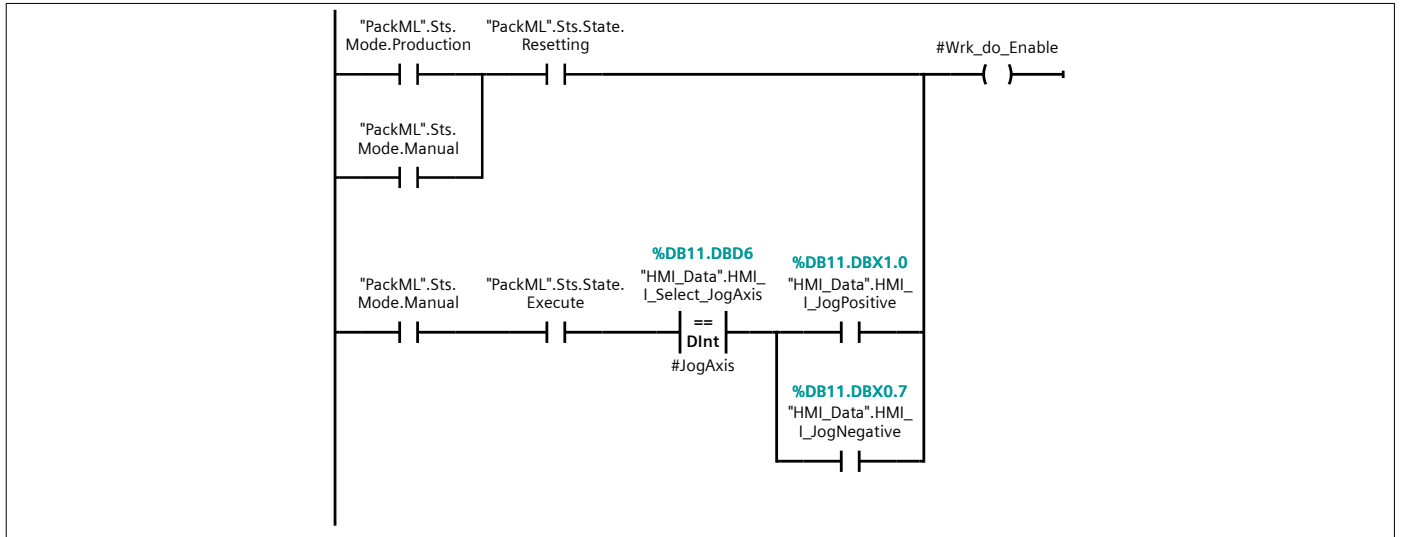 "PackML".Sts.
Mode.Production
"PackML".Sts.State.
Resetting
#Wrk_do_Enable
"PackML".Sts.
Mode.Manual
"PackML".Sts.
Mode.Manual
"PackML".Sts.State.
Execute
%DB11.DBD6
"HMI_Data".HMI_
I_Select_JogAxis
==
DInt
#JogAxis
%DB11.DBX1.0
"HMI_Data".HMI_
I_JogPositive
%DB11.DBX0.7
"HMI_Data".HMI_
I_JogNegative